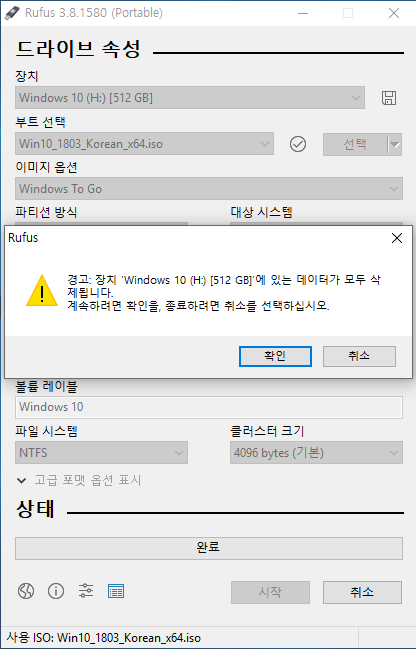 Rufus 3.8.1580 (Portable)
드라이브 속성
장치
Windows 10 (H:) [512 GB]
부트 선택
Win10_1803_Korean_x64.iso
선택
이미지 옵션
Windows To Go
파티션 방식 대상 시스템
Rufus
경고: 장치 'Windows 10 (H:) [512 GB]'에 있는 데이터가 모두 삭
제됩니다.
계속하려면 확인을, 종료하려면 취소를 선택하십시오.
확인 취소
볼륨 레이블
Windows 10
파일 시스템 클러스터 크기
NTFS 4096 bytes (기본)
고급 포맷 옵션 표시
상태
완료
시작 취소
사용 ISO: Win10_1803_Korean_x64.iso